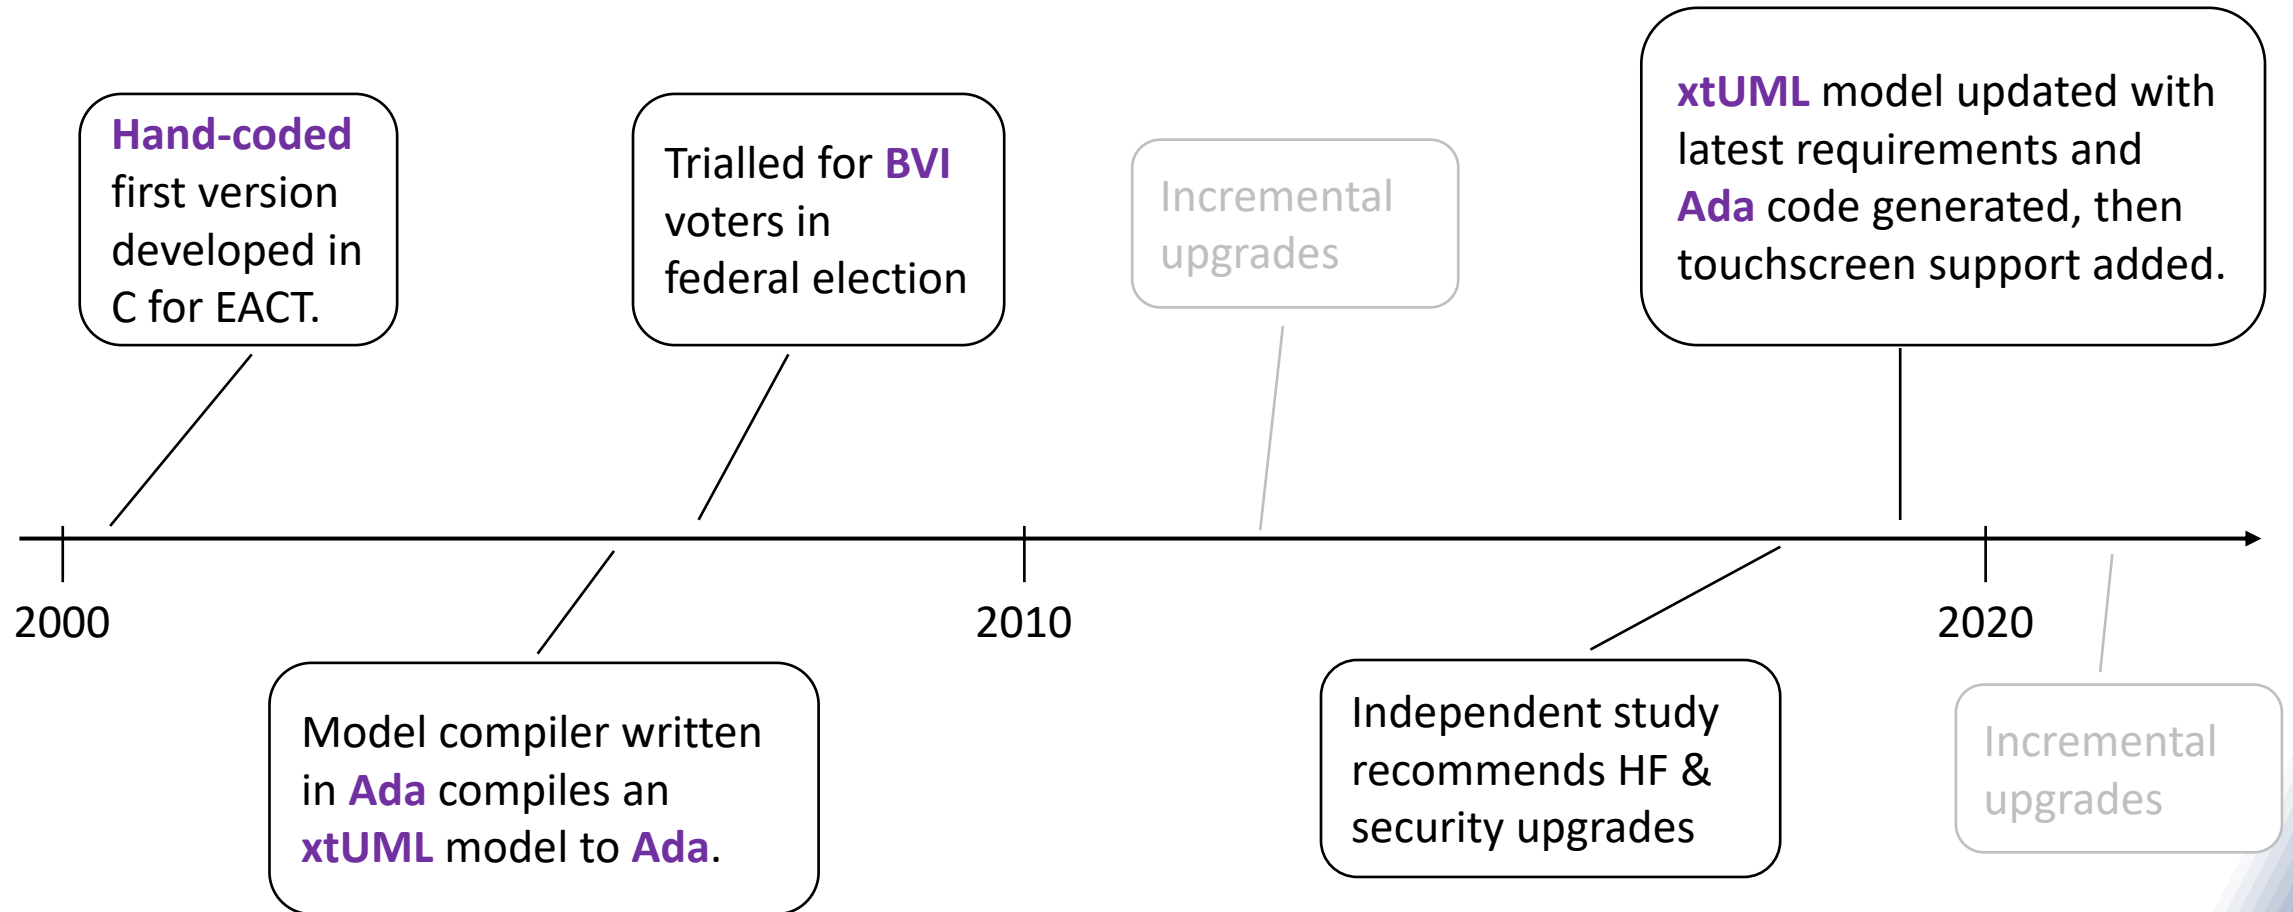 Hand-coded
first version
developed in
C for EACT.
Trialled for BVI
voters in
federal election
Incremental
upgrades
xtUML model updated with
latest requirements and
Ada code generated, then
touchscreen support added.
2000
2010
2020
Model compiler written
in Ada compiles an
xtUML model to Ada.
Independent study
recommends HF &
security upgrades
Incremental
upgrades